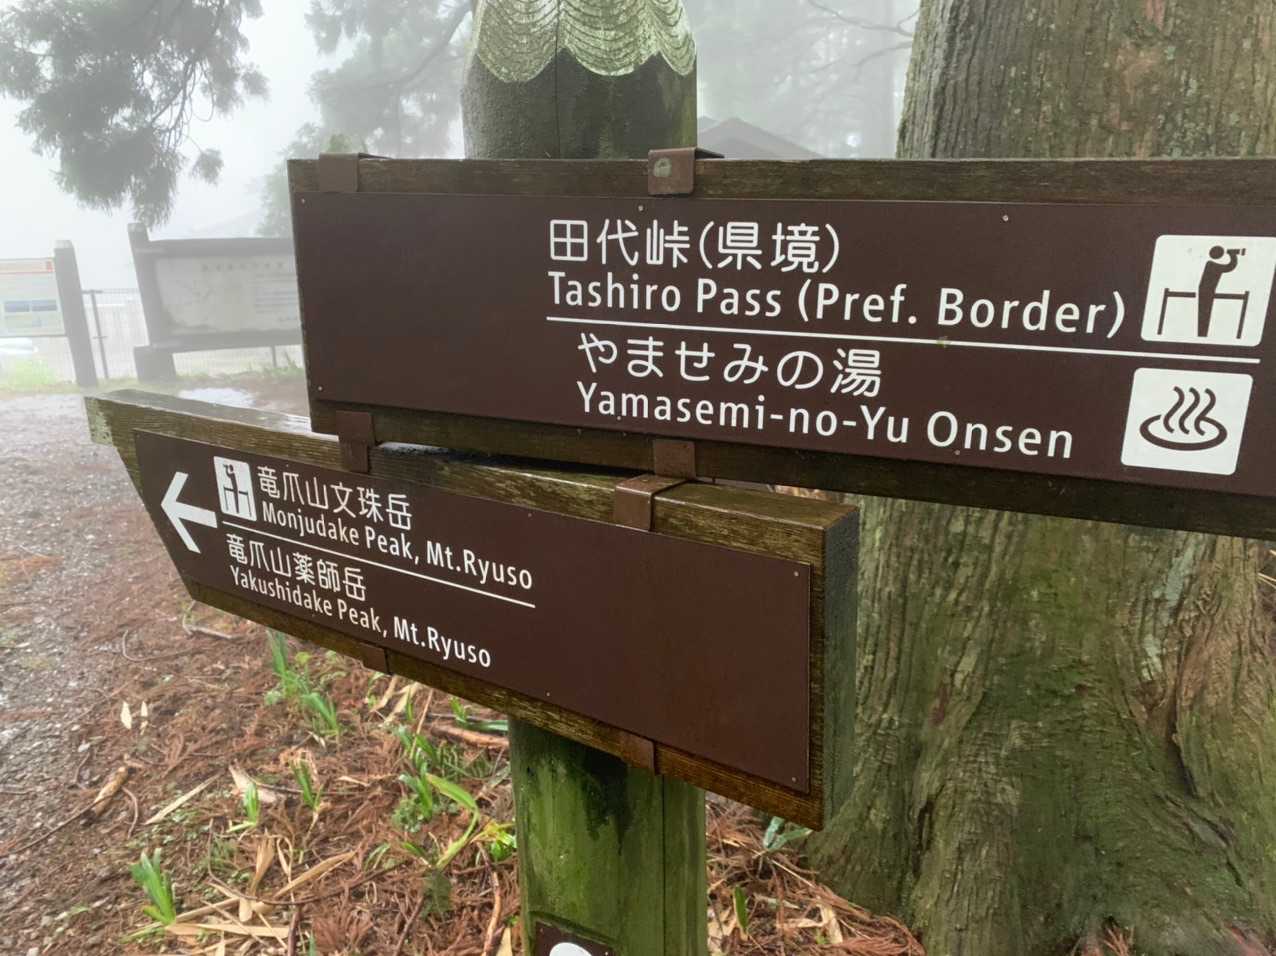 田代峠(県境)
Tashiro Pass (Pref. Border)
やませみの湯
Yamasemi-no-Yu Onsen
竜爪山文珠岳
Monjudake Peak, Mt.Ryuso
竜爪山薬師岳
Yakushidake Peak, Mt.Ryuso